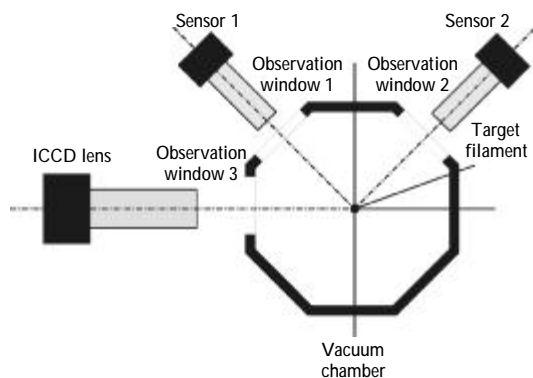 Sensor 1
Sensor 2
Observation
window 1
Observation
window 2
Target
filament
ICCD lens
Observation
window 3
Vacuum
chamber